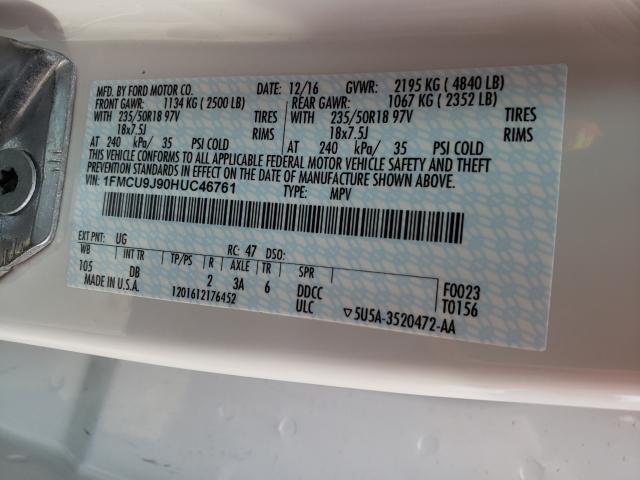 MFD. BY FORD MOTOR CO. DATE: 12/16 GVWR: 2195 KG ( 4840 LB)
FRONT GAWR: 1134 KG ( 2500 LB) REAR GAWR: 1067 KG ( 2352 LB)
WITH 235/50R18 97V TIRES WITH 235/50R18 97V TIRES
18x7.5J RIMS 18x7.5J RIMS
AT 240 kPa/ 35 PSI COLD AT 240 kPa/ 35 PSI COLD
THIS VEHICLE CONFORMS TO ALL APPLICABLE FEDERAL MOTOR VEHICLE SAFETY AND THEFT
PREVENTION STANDARDS IN EFFECT ON THE DATE OF MANUFACTURE SHOWN ABOVE.
VIN: 1FMCU9J90HUC46761 TYPE: MPV
EXT PNT: UG RC: 47 DSO:
WB INT TR TP/PS R AXLE TR SPR
105 DB 2 3A 6 DDCC F0023
1201612176452 ULC ▽5U5A-3520472-AA T0156